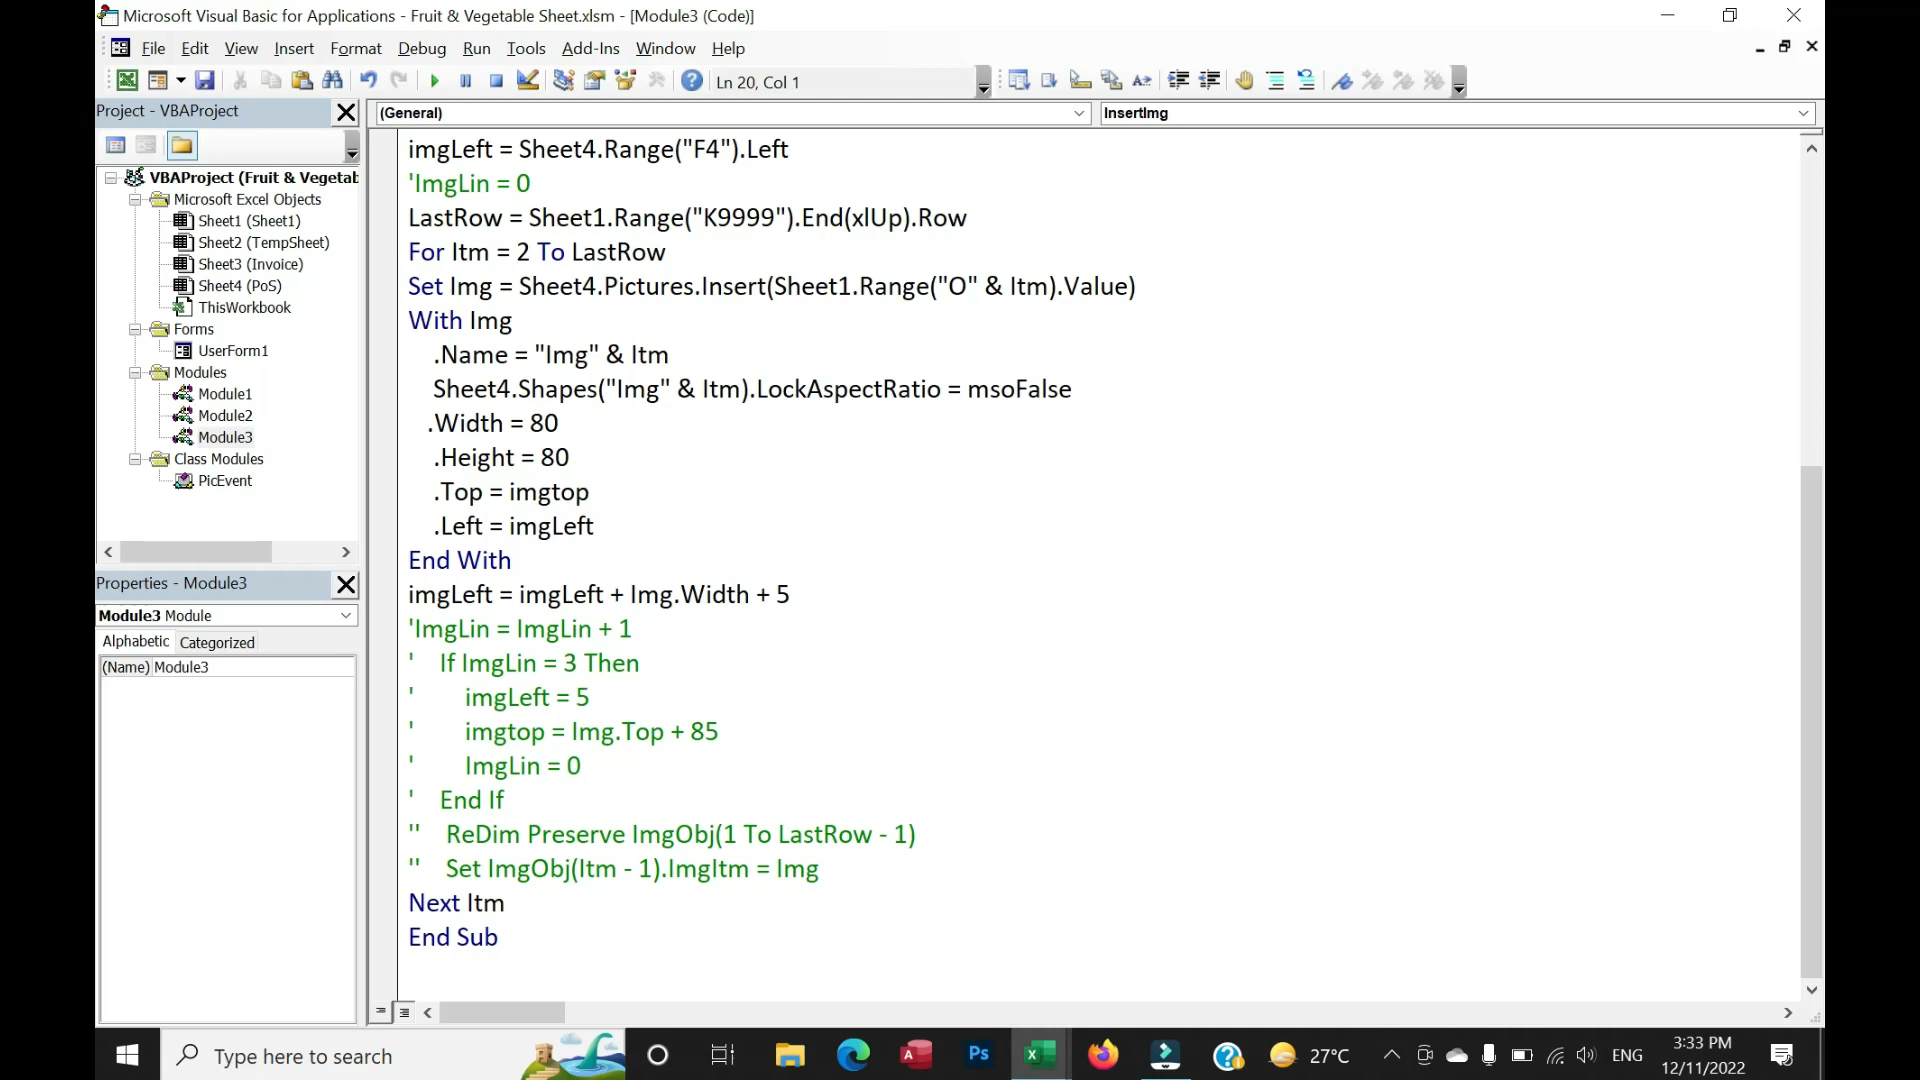 Microsoft Visual Basic for Applications - Fruit & Vegetable Sheet.xlsm - [Module3 (Code)]
File Edit View Insert Format Debug Run Tools Add-Ins Window Help
Ln 20, Col 1
Project - VBAProject
VBAProject (Fruit & Vegetab
Microsoft Excel Objects
Sheet1 (Sheet1)
Sheet2 (TempSheet)
Sheet3 (Invoice)
Sheet4 (PoS)
ThisWorkbook
Forms
UserForm1
Modules
Module1
Module2
Module3
Class Modules
PicEvent
Properties - Module3
Module3 Module
Alphabetic Categorized
(Name) Module3
(General)
InsertImg
imgLeft = Sheet4.Range("F4").Left
'ImgLin = 0
LastRow = Sheet1.Range("K9999").End(xlUp).Row
For Itm = 2 To LastRow
Set Img = Sheet4.Pictures.Insert(Sheet1.Range("O" & Itm).Value)
With Img
.Name = "Img" & Itm
Sheet4.Shapes("Img" & Itm).LockAspectRatio = msoFalse
.Width = 80
.Height = 80
.Top = imgtop
.Left = imgLeft
End With
imgLeft = imgLeft + Img.Width + 5
'ImgLin = ImgLin + 1
' If ImgLin = 3 Then
' imgLeft = 5
' imgtop = Img.Top + 85
' ImgLin = 0
' End If
'' ReDim Preserve ImgObj(1 To LastRow - 1)
'' Set ImgObj(Itm - 1).ImgItm = Img
Next Itm
End Sub
Type here to search
27°C
ENG
3:33 PM
12/11/2022